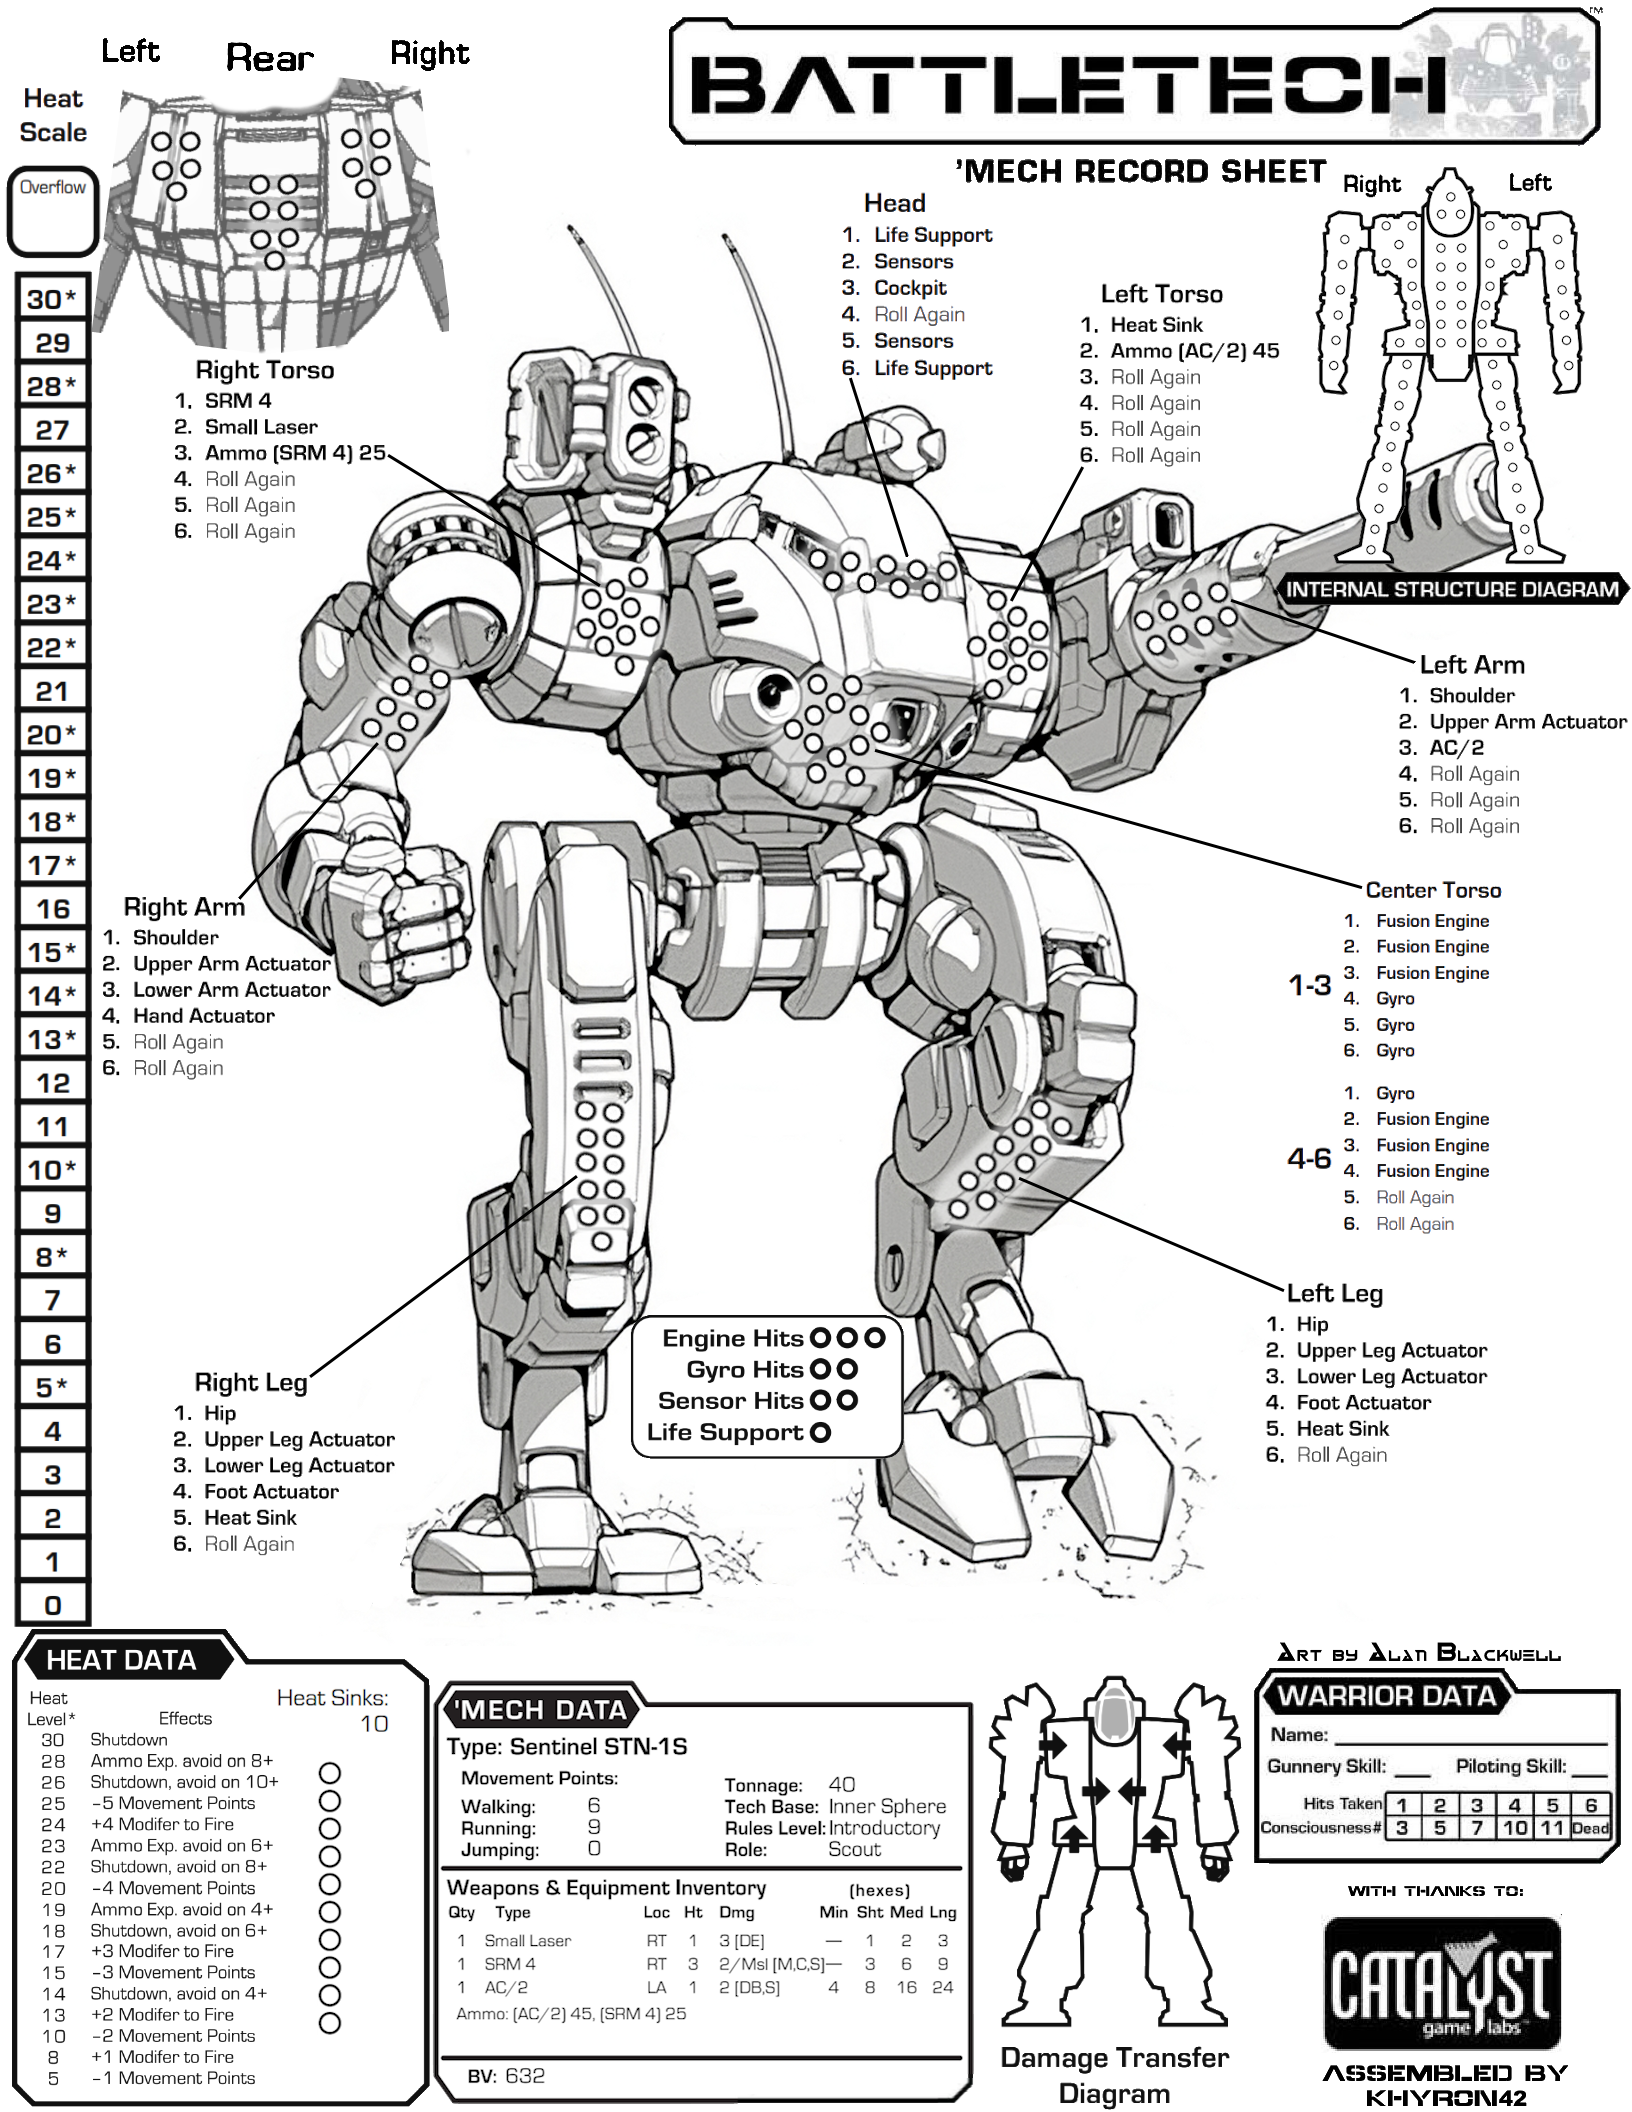 Left Rear Right
BATTLETECH™
'MECH RECORD SHEET
Heat
Scale
Overflow
30*
29
28*
27
26*
25*
24*
23*
22*
21
20*
19*
18*
17*
16
15*
14*
13*
12
11
10*
9
8*
7
6
5*
4
3
2
1
0
Head
1. Life Support
2. Sensors
3. Cockpit
4. Roll Again
5. Sensors
6. Life Support
Left Torso
1. Heat Sink
2. Ammo (AC/2) 45
3. Roll Again
4. Roll Again
5. Roll Again
6. Roll Again
Right Left
INTERNAL STRUCTURE DIAGRAM
Right Torso
1. SRM 4
2. Small Laser
3. Ammo (SRM 4) 25
4. Roll Again
5. Roll Again
6. Roll Again
Left Arm
1. Shoulder
2. Upper Arm Actuator
3. AC/2
4. Roll Again
5. Roll Again
6. Roll Again
Right Arm
1. Shoulder
2. Upper Arm Actuator
3. Lower Arm Actuator
4. Hand Actuator
5. Roll Again
6. Roll Again
Center Torso
1-3
1. Fusion Engine
2. Fusion Engine
3. Fusion Engine
4. Gyro
5. Gyro
6. Gyro
4-6
1. Gyro
2. Fusion Engine
3. Fusion Engine
4. Fusion Engine
5. Roll Again
6. Roll Again
Left Leg
1. Hip
2. Upper Leg Actuator
3. Lower Leg Actuator
4. Foot Actuator
5. Heat Sink
6. Roll Again
Engine Hits
Gyro Hits
Sensor Hits
Life Support
Right Leg
1. Hip
2. Upper Leg Actuator
3. Lower Leg Actuator
4. Foot Actuator
5. Heat Sink
6. Roll Again
HEAT DATA
Heat Sinks:
10
Heat
Level* Effects
30 Shutdown
28 Ammo Exp. avoid on 8+
26 Shutdown, avoid on 10+
25 -5 Movement Points
24 +4 Modifer to Fire
23 Ammo Exp. avoid on 6+
22 Shutdown, avoid on 8+
20 -4 Movement Points
19 Ammo Exp. avoid on 4+
18 Shutdown, avoid on 6+
17 +3 Modifer to Fire
15 -3 Movement Points
14 Shutdown, avoid on 4+
13 +2 Modifer to Fire
10 -2 Movement Points
8 +1 Modifer to Fire
5 -1 Movement Points
'MECH DATA
Type: Sentinel STN-1S
Movement Points:
Walking: 6
Running: 9
Jumping: 0
Tonnage: 40
Tech Base: Inner Sphere
Rules Level: Introductory
Role: Scout
Weapons & Equipment Inventory (hexes)
Qty Type Loc Ht Dmg Min Sht Med Lng
1 Small Laser RT 1 3 [DE] — 1 2 3
1 SRM 4 RT 3 2/Msl [M,C,S] — 3 6 9
1 AC/2 LA 1 2 [DB,S] 4 8 16 24
Ammo: (AC/2) 45, (SRM 4) 25
BV: 632
Damage Transfer
Diagram
Art by Alan Blackwell
WARRIOR DATA
Name:
Gunnery Skill: Piloting Skill:
Hits Taken 1 2 3 4 5 6
Consciousness# 3 5 7 10 11 Dead
WITH THANKS TO:
CATALYST
game labs™
ASSEMBLED BY
KHYRON42